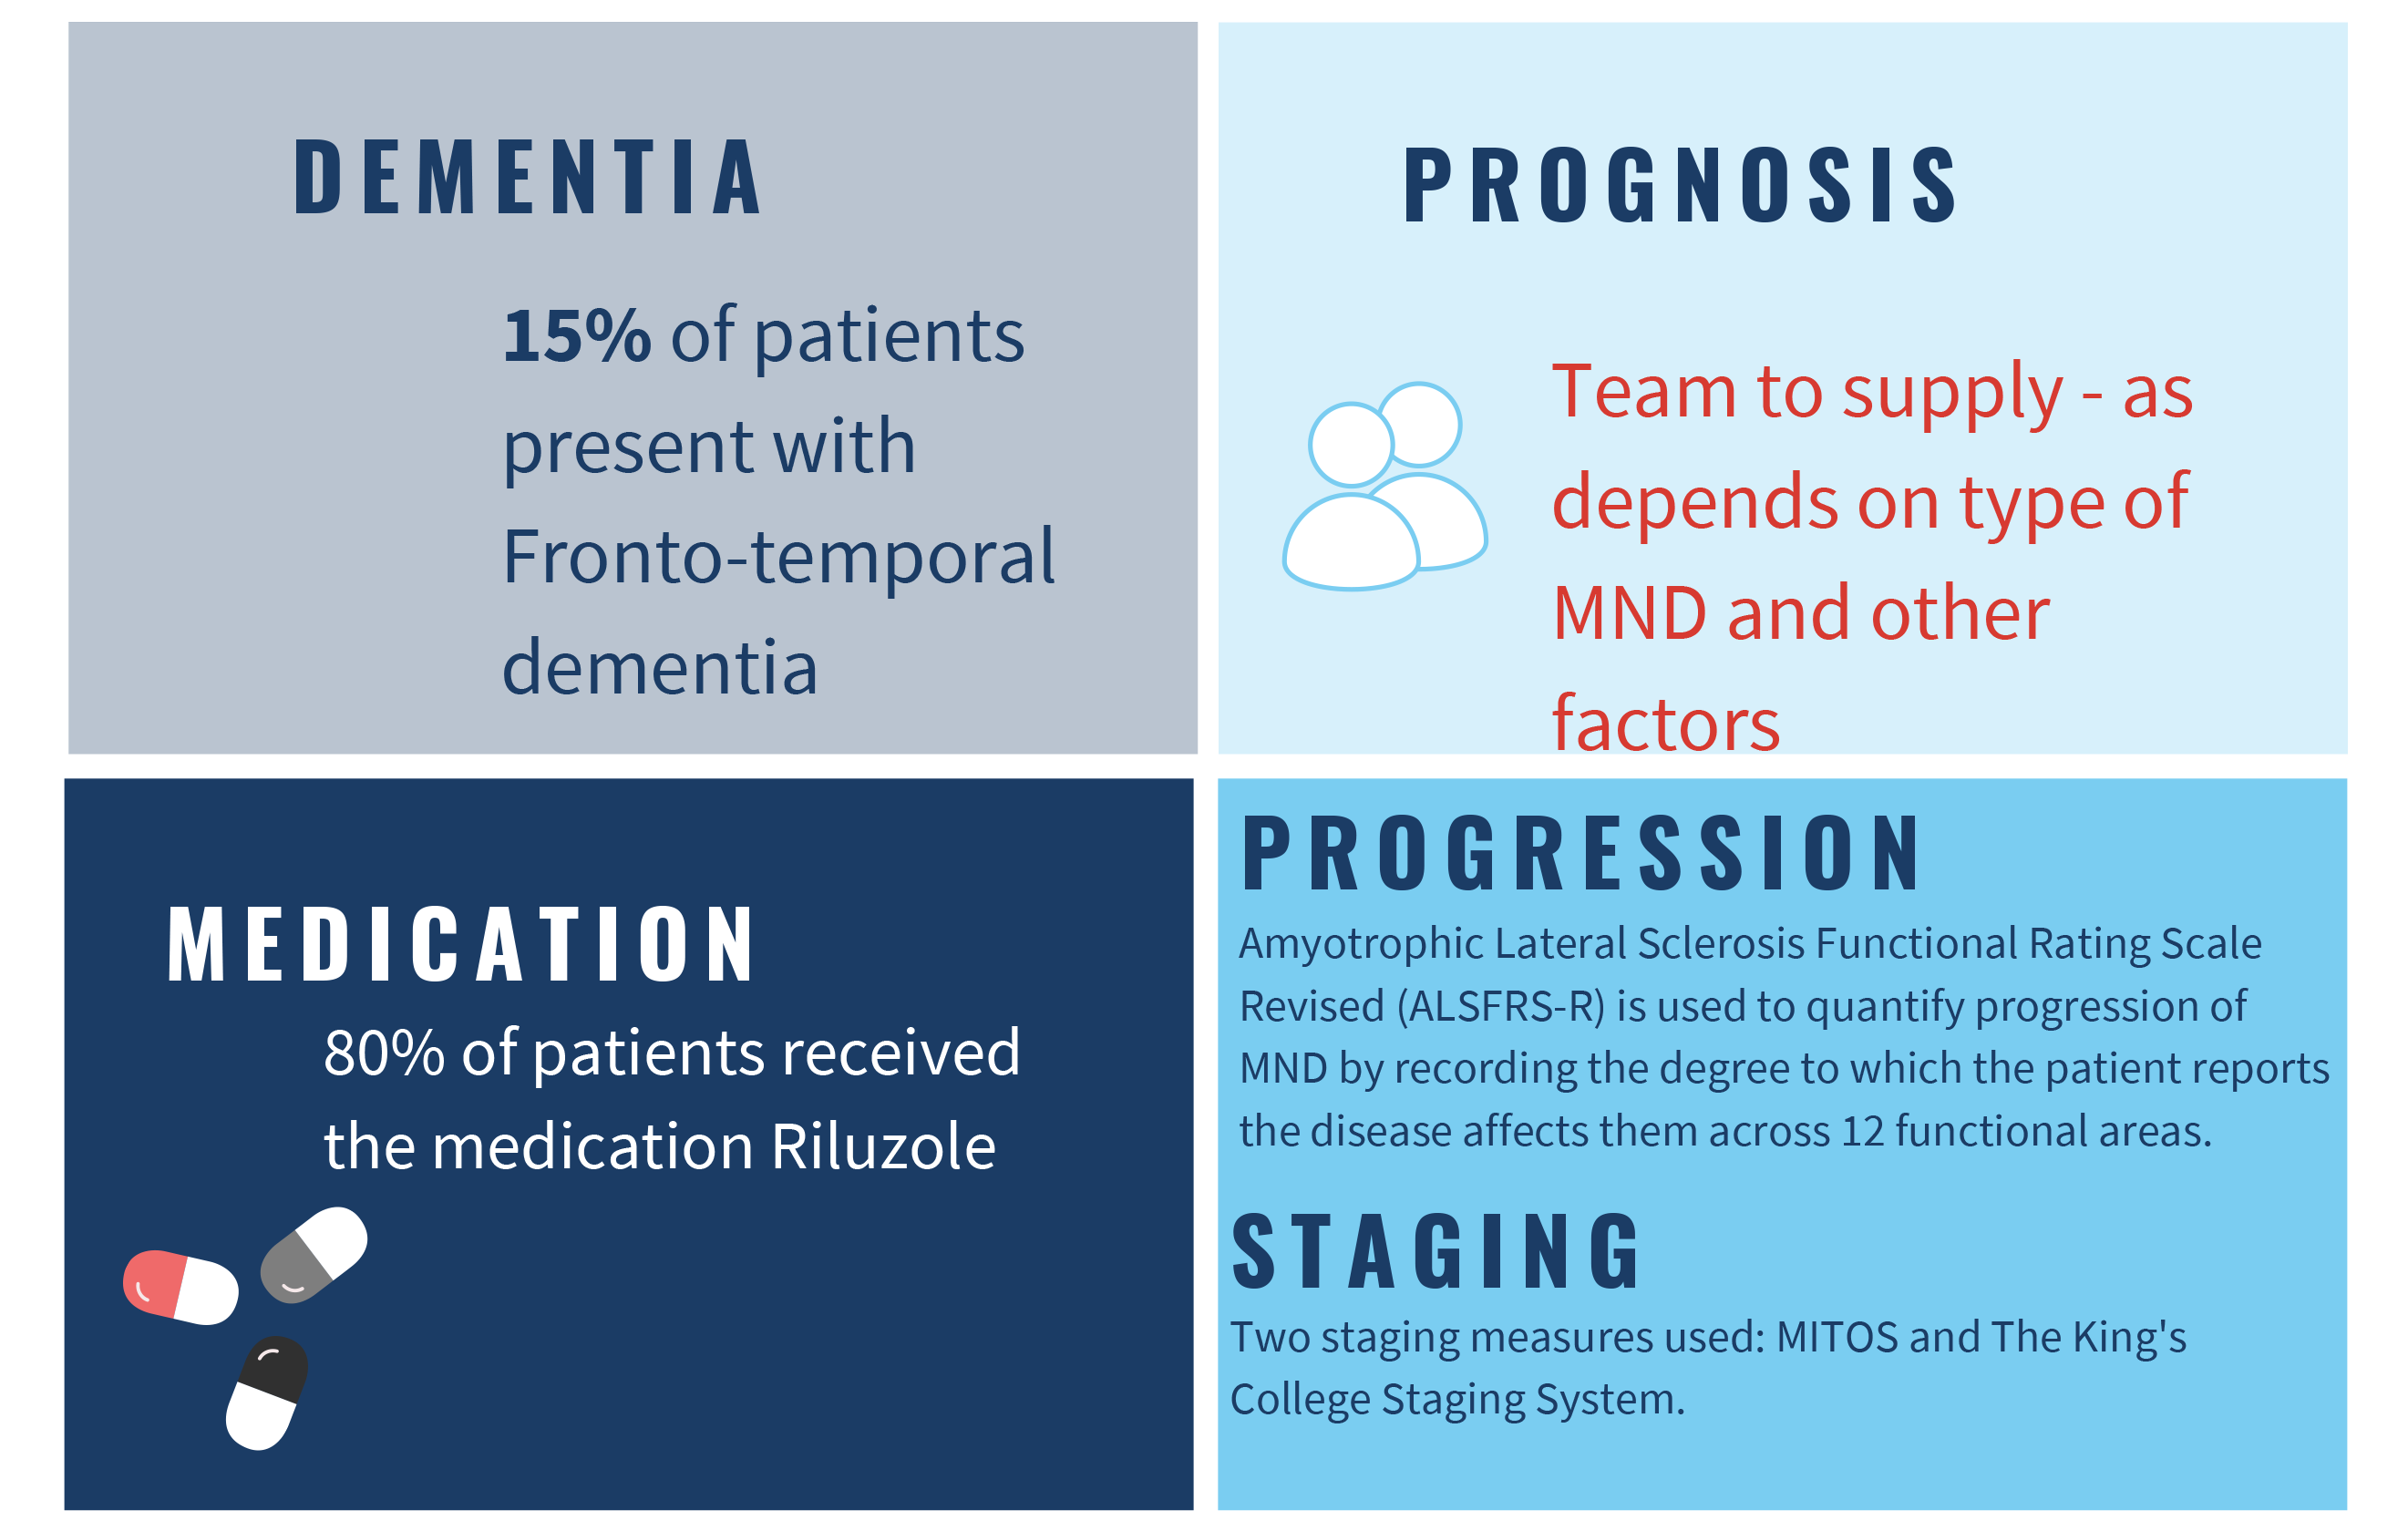 DEMENTIA
15% of patients
present with
Fronto-temporal
dementia
PROGNOSIS
Team to supply - as
depends on type of
MND and other
factors
MEDICATION
80% of patients received
the medication Riluzole
PROGRESSION
Amyotrophic Lateral Sclerosis Functional Rating Scale
Revised (ALSFRS-R) is used to quantify progression of
MND by recording the degree to which the patient reports
the disease affects them across 12 functional areas.
STAGING
Two staging measures used: MITOS and The King's
College Staging System.